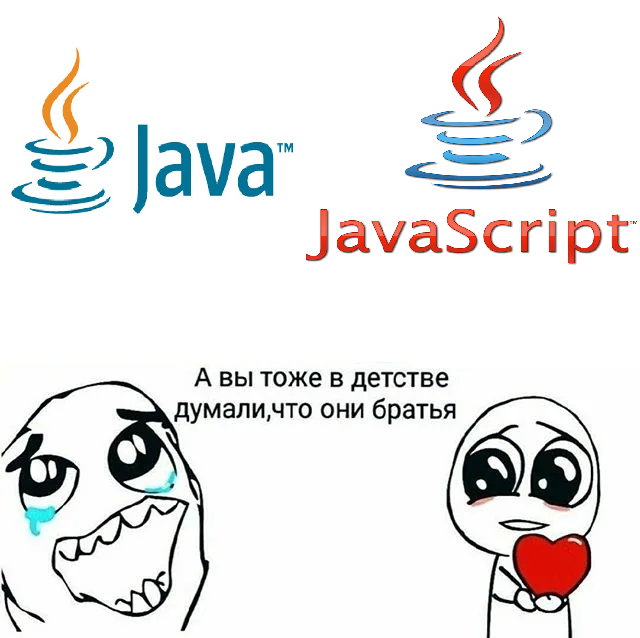 Java™
JavaScript™
А вы тоже в детстве
думали,что они братья